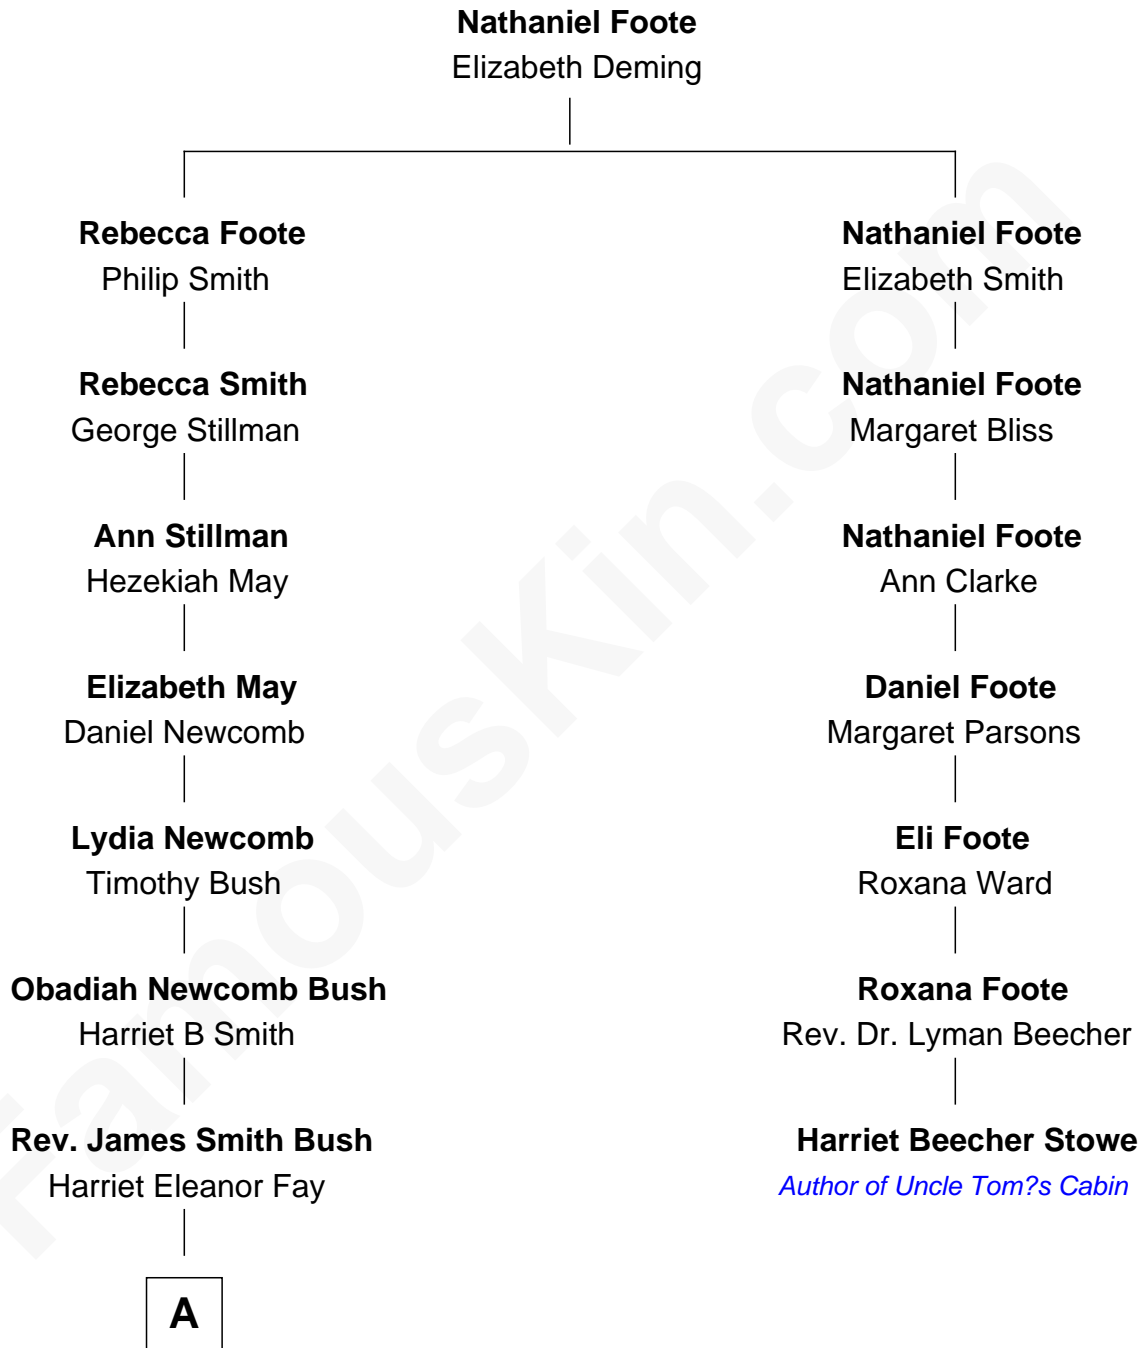 Nathaniel Foote
Elizabeth Deming
Rebecca Foote
Philip Smith
Rebecca Smith
George Stillman
Ann Stillman
Hezekiah May
Elizabeth May
Daniel Newcomb
Lydia Newcomb
Timothy Bush
Obadiah Newcomb Bush
Harriet B Smith
Rev. James Smith Bush
Harriet Eleanor Fay
A
Nathaniel Foote
Elizabeth Smith
Nathaniel Foote
Margaret Bliss
Nathaniel Foote
Ann Clarke
Daniel Foote
Margaret Parsons
Eli Foote
Roxana Ward
Roxana Foote
Rev. Dr. Lyman Beecher
Harriet Beecher Stowe
Author of Uncle Tom?s Cabin
FamousKin.com